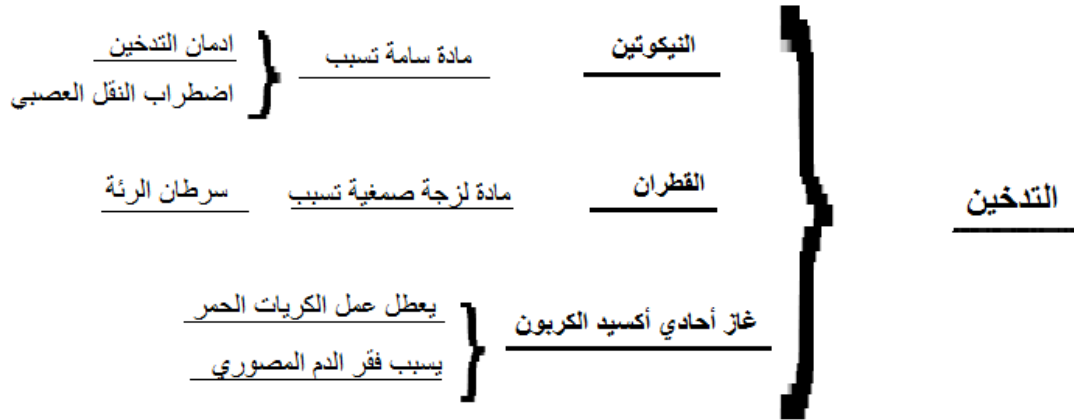 التدخين
النيكوتين
مادة سامة تسبب
ادمان التدخين
اضطراب النقل العصبي
القطران
مادة لزجة صمغية تسبب
سرطان الرئة
غاز أحادي أكسيد الكربون
يعطل عمل الكريات الحمر
يسبب فقر الدم المصوري